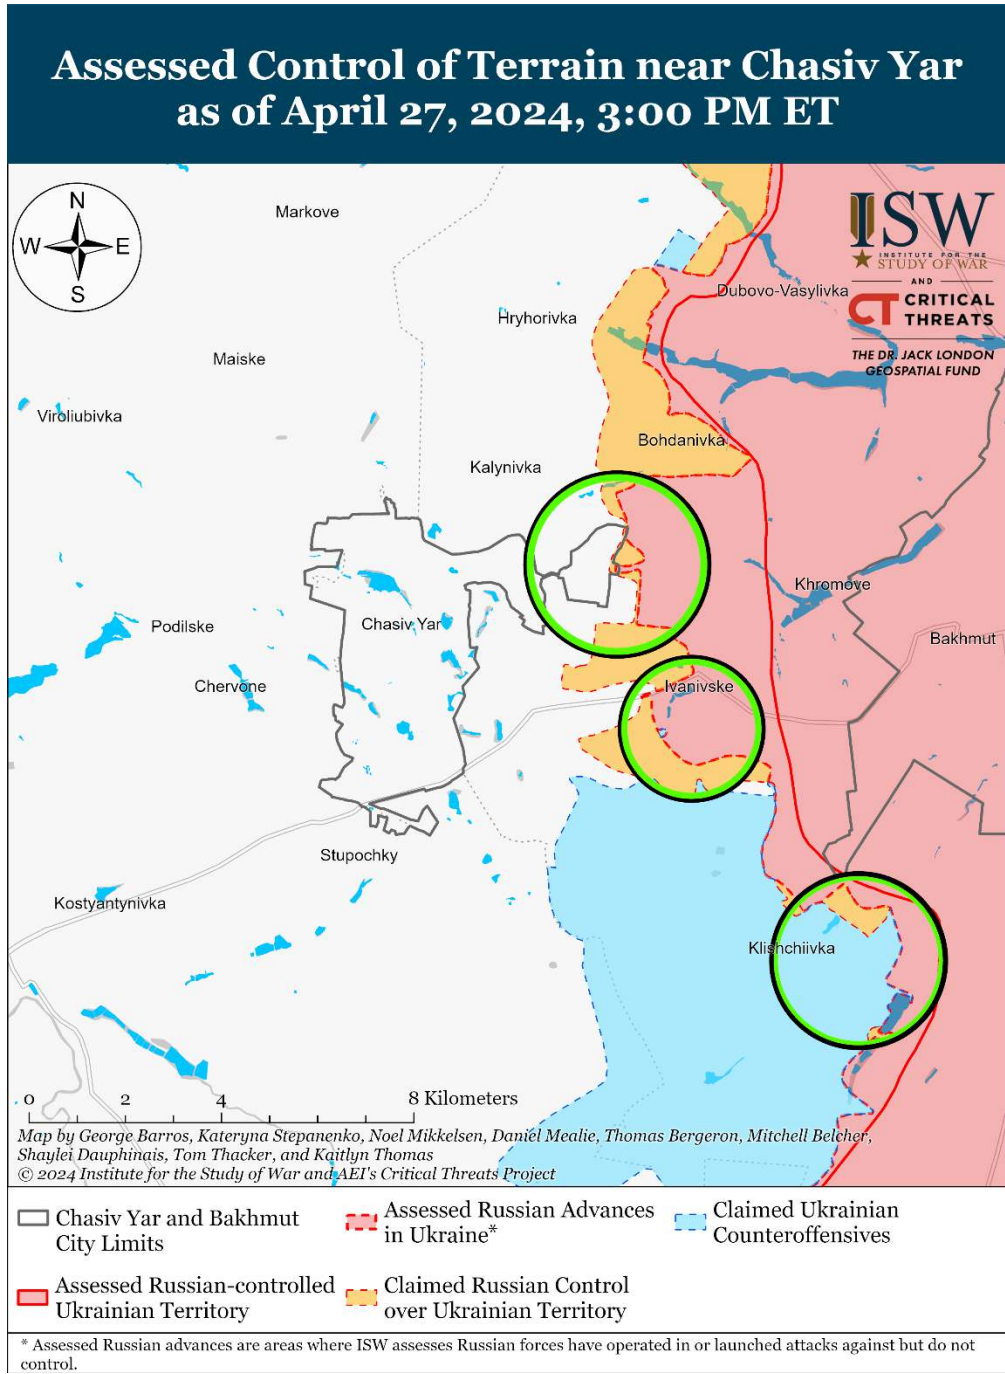 Assessed Control of Terrain near Chasiv Yar
as of April 27, 2024, 3:00 PM ET
N
W
E
S
Markove
ISW
INSTITUTE FOR THE
STUDY OF WAR
AND
CT CRITICAL
THREATS
THE DR. JACK LONDON
GEOSPATIAL FUND
Dubovo-Vasylivka
Hryhorivka
Maiske
Viroliubivka
Bohdanivka
Kalynivka
Khromove
Podilske
Chasiv Yar
Bakhmut
Chervone
Ivanivske
Stupochky
Kostyantynivka
Klishchiivka
0 2 4 8 Kilometers
Map by George Barros, Kateryna Stepanenko, Noel Mikkelsen, Daniel Mealie, Thomas Bergeron, Mitchell Belcher,
Shaylei Dauphinais, Tom Thacker, and Kaitlyn Thomas
© 2024 Institute for the Study of War and AEI's Critical Threats Project
Chasiv Yar and Bakhmut
City Limits
Assessed Russian Advances
in Ukraine*
Claimed Ukrainian
Counteroffensives
Assessed Russian-controlled
Ukrainian Territory
Claimed Russian Control
over Ukrainian Territory
* Assessed Russian advances are areas where ISW assesses Russian forces have operated in or launched attacks against but do not
control.